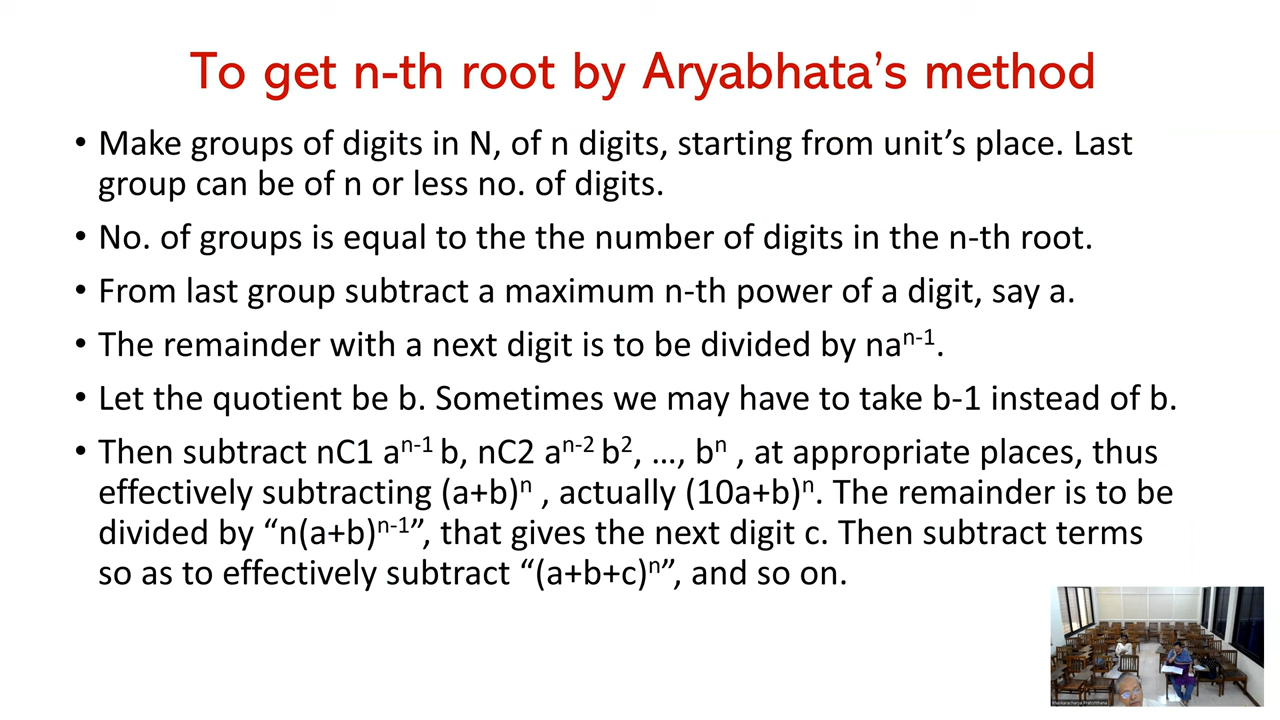 To get n-th root by Aryabhata’s method
• Make groups of digits in N, of n digits, starting from unit’s place. Last
group can be of n or less no. of digits.
• No. of groups is equal to the the number of digits in the n-th root.
• From last group subtract a maximum n-th power of a digit, say a.
• The remainder with a next digit is to be divided by naⁿ⁻¹.
• Let the quotient be b. Sometimes we may have to take b-1 instead of b.
• Then subtract nC1 aⁿ⁻¹ b, nC2 aⁿ⁻² b², …, bⁿ , at appropriate places, thus
effectively subtracting (a+b)ⁿ , actually (10a+b)ⁿ. The remainder is to be
divided by “n(a+b)ⁿ⁻¹”, that gives the next digit c. Then subtract terms
so as to effectively subtract “(a+b+c)ⁿ”, and so on.
Bhaskaracharya Pratishthana